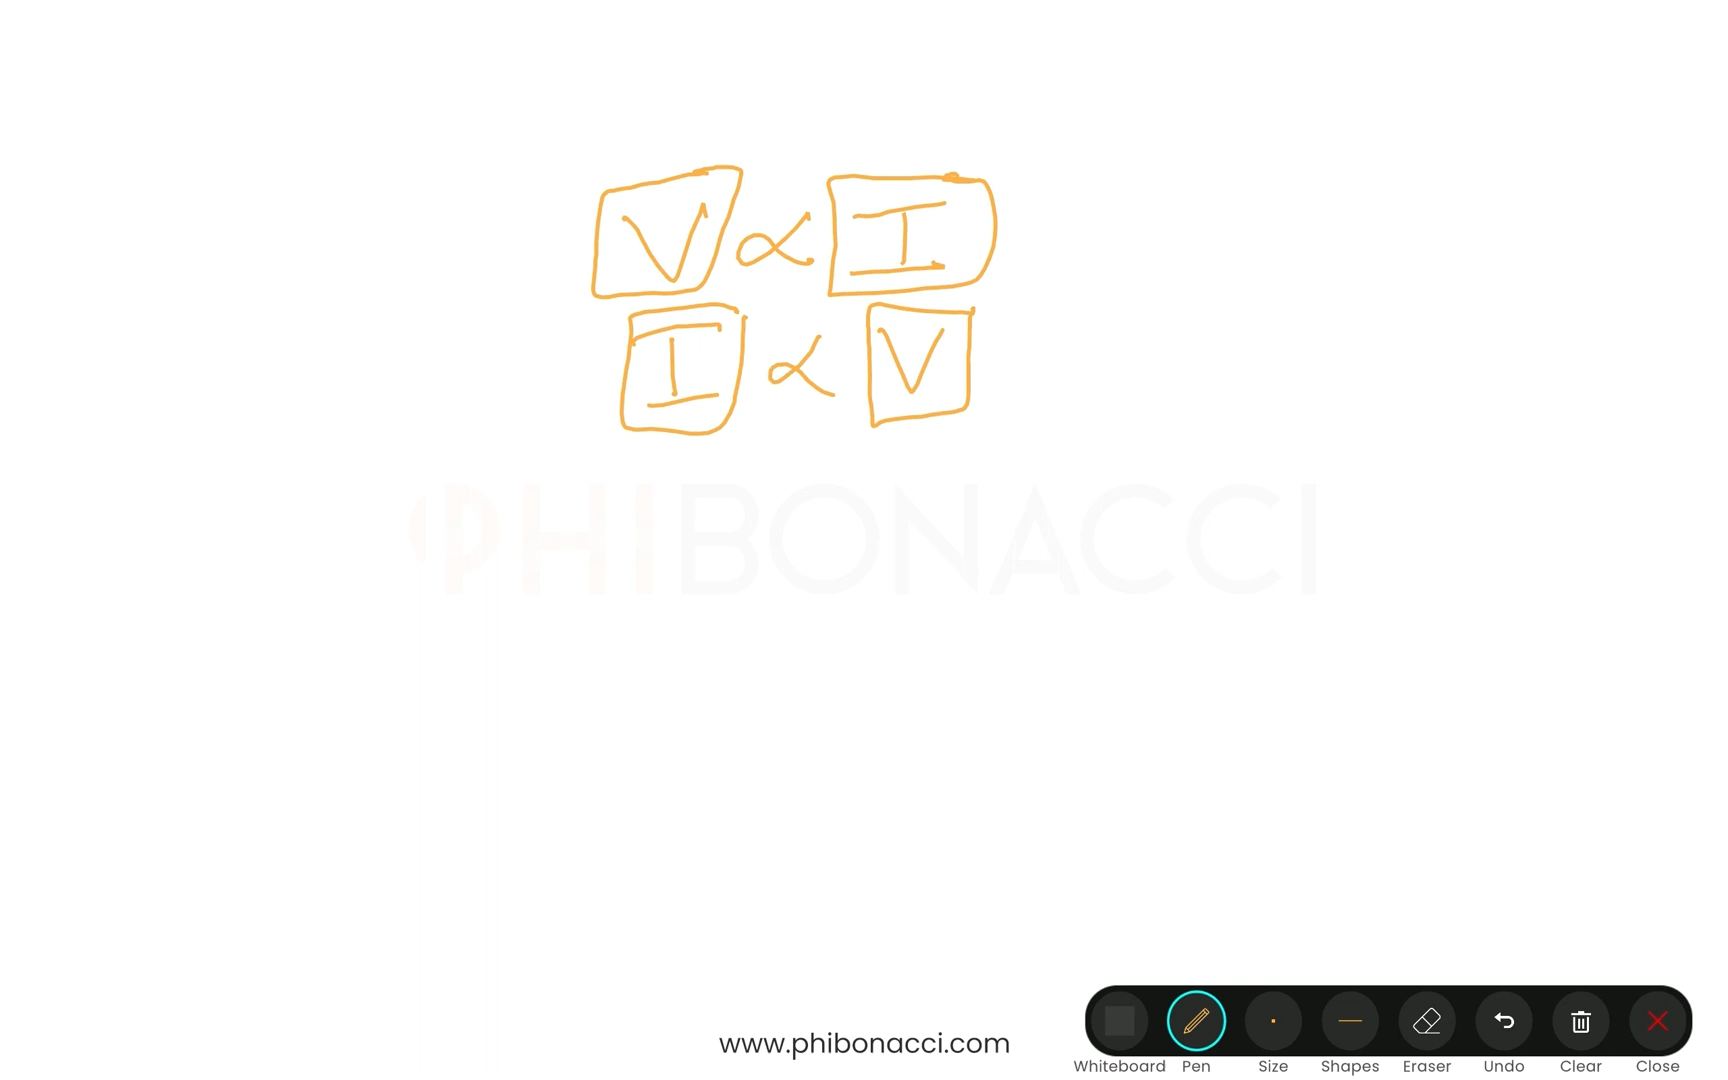 V ∝ I
I ∝ V
PHIBONACCI
www.phibonacci.com
Whiteboard Pen Size Shapes Eraser Undo Clear Close